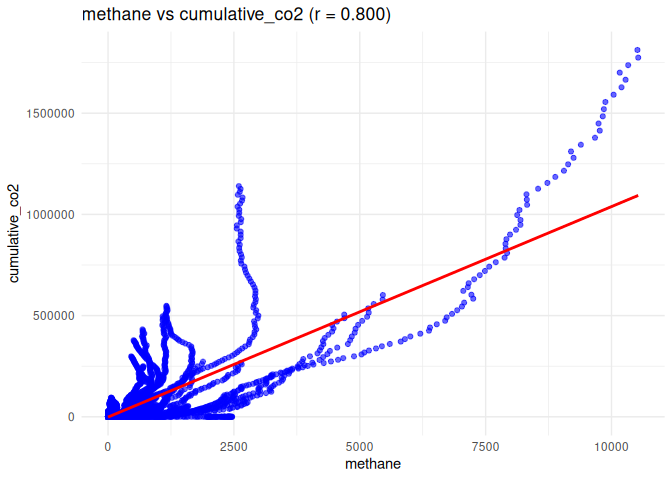 methane vs cumulative_co2 (r = 0.800)
1500000
1000000
500000
0
cumulative_co2
0 2500 5000 7500 10000
methane